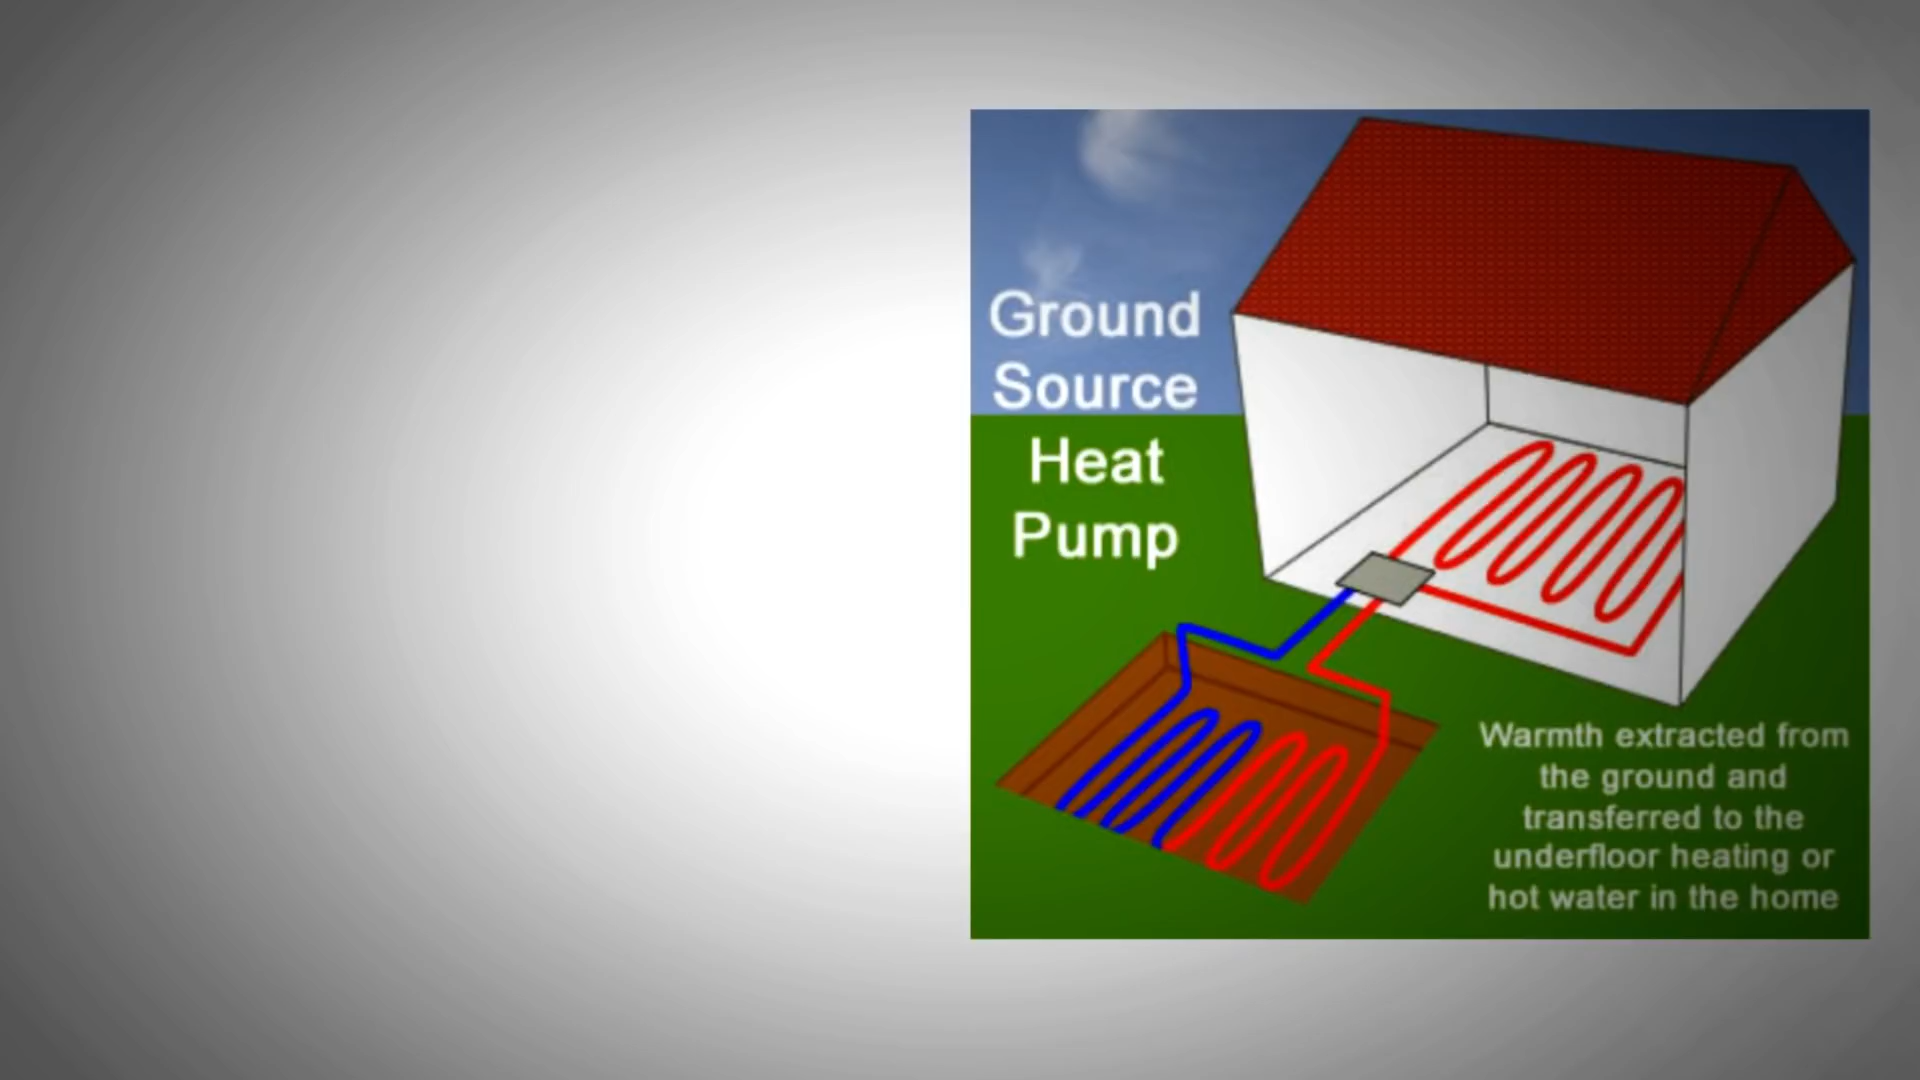 Ground
Source
Heat
Pump
Warmth extracted from
the ground and
transferred to the
underfloor heating or
hot water in the home